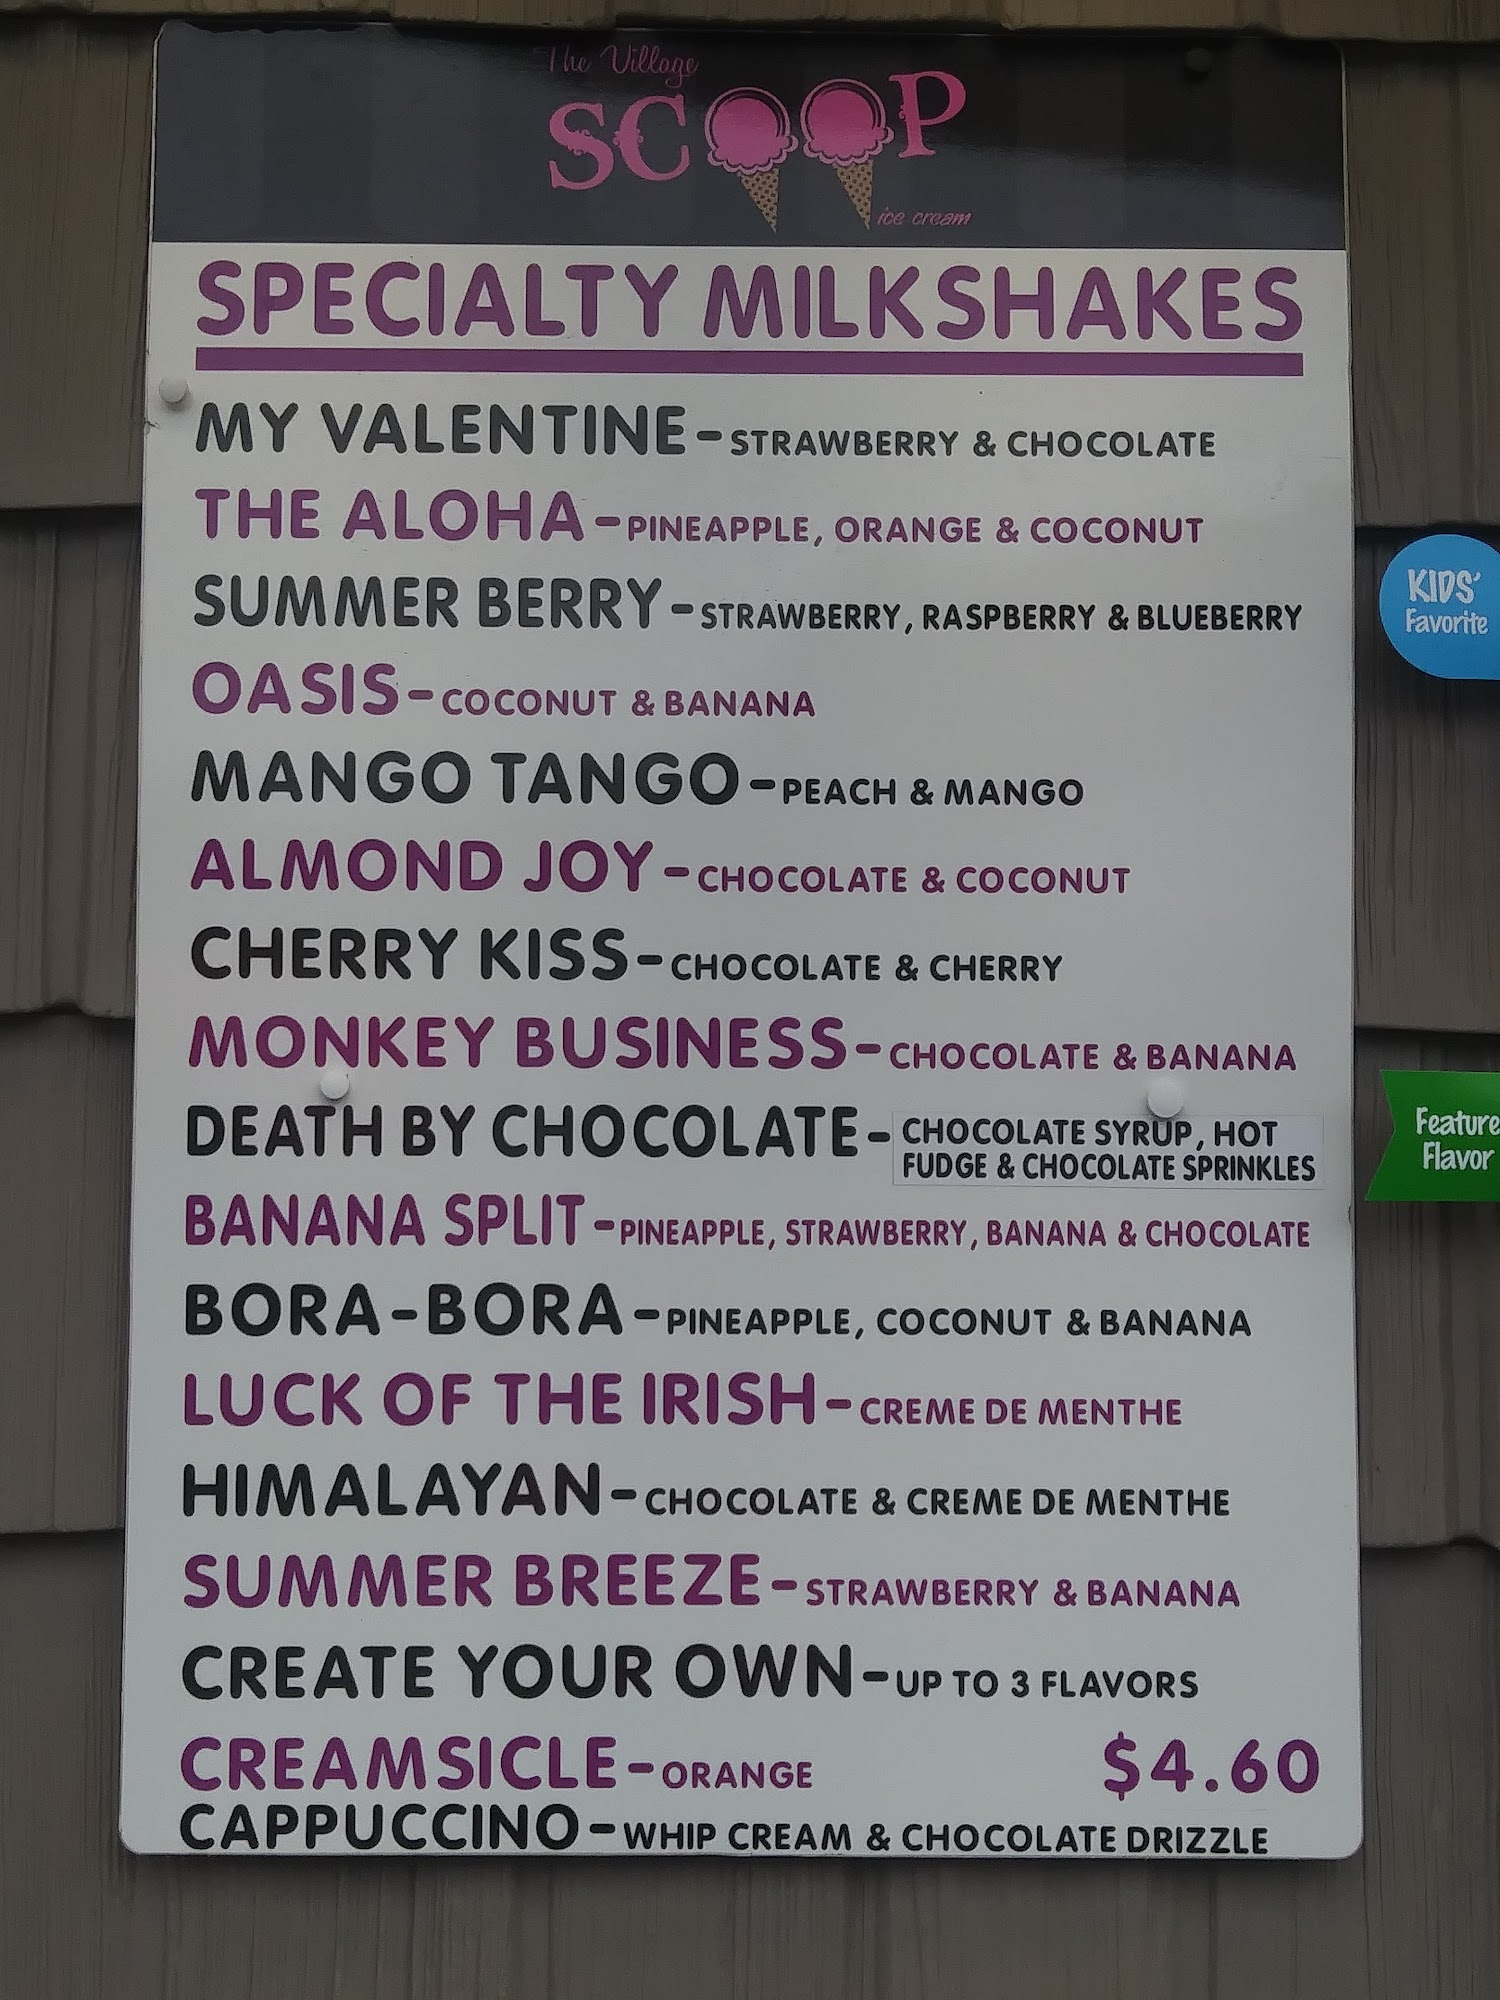 The Village
SCOOP
ice cream
SPECIALTY MILKSHAKES
MY VALENTINE-STRAWBERRY & CHOCOLATE
THE ALOHA-PINEAPPLE, ORANGE & COCONUT
SUMMER BERRY-STRAWBERRY, RASPBERRY & BLUEBERRY
OASIS-COCONUT & BANANA
MANGO TANGO-PEACH & MANGO
ALMOND JOY-CHOCOLATE & COCONUT
CHERRY KISS-CHOCOLATE & CHERRY
MONKEY BUSINESS-CHOCOLATE & BANANA
DEATH BY CHOCOLATE-CHOCOLATE SYRUP, HOT
FUDGE & CHOCOLATE SPRINKLES
BANANA SPLIT-PINEAPPLE, STRAWBERRY, BANANA & CHOCOLATE
BORA-BORA-PINEAPPLE, COCONUT & BANANA
LUCK OF THE IRISH-CREME DE MENTHE
HIMALAYAN-CHOCOLATE & CREME DE MENTHE
SUMMER BREEZE-STRAWBERRY & BANANA
CREATE YOUR OWN-UP TO 3 FLAVORS
CREAMSICLE-ORANGE $4.60
CAPPUCCINO-WHIP CREAM & CHOCOLATE DRIZZLE
KIDS'
Favorite
Feature
Flavor